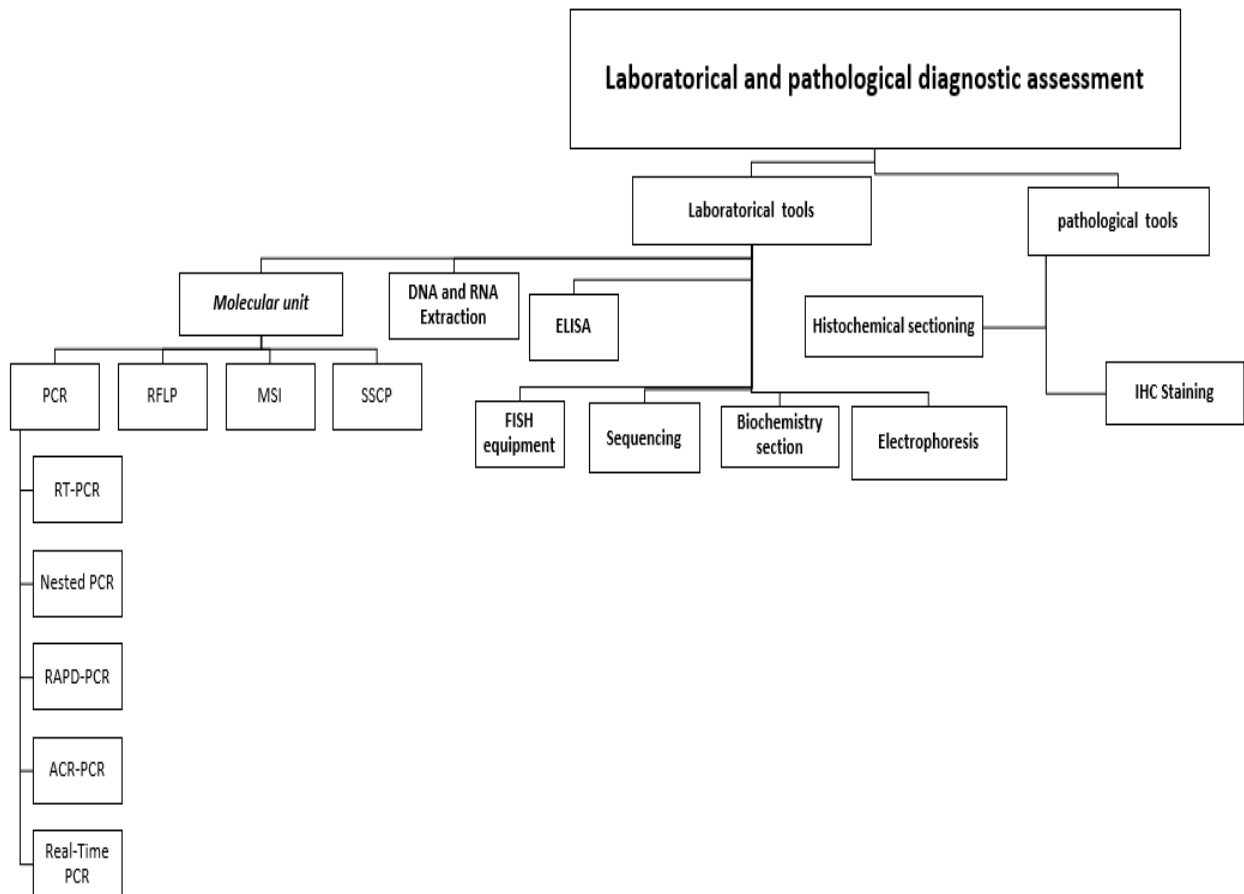 Laboratorical and pathological diagnostic assessment
Laboratorical tools
pathological tools
Molecular unit
DNA and RNA
Extraction
ELISA
Histochemical sectioning
IHC Staining
PCR
RFLP
MSI
SSCP
FISH
equipment
Sequencing
Biochemistry
section
Electrophoresis
RT-PCR
Nested PCR
RAPD-PCR
ACR-PCR
Real-Time
PCR